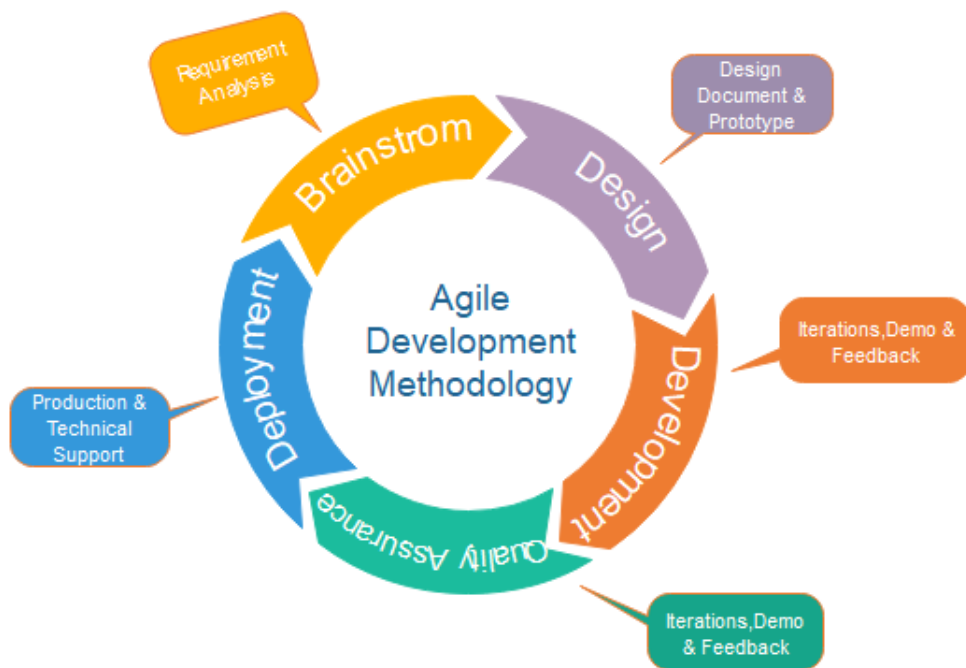 Requirement
Analysis
Brainstrom
Design
Document &
Prototype
Design
Agile
Development
Methodology
Iterations,Demo &
Feedback
Development
Deployment
Production &
Technical
Support
Quality Assurance
Iterations,Demo
& Feedback